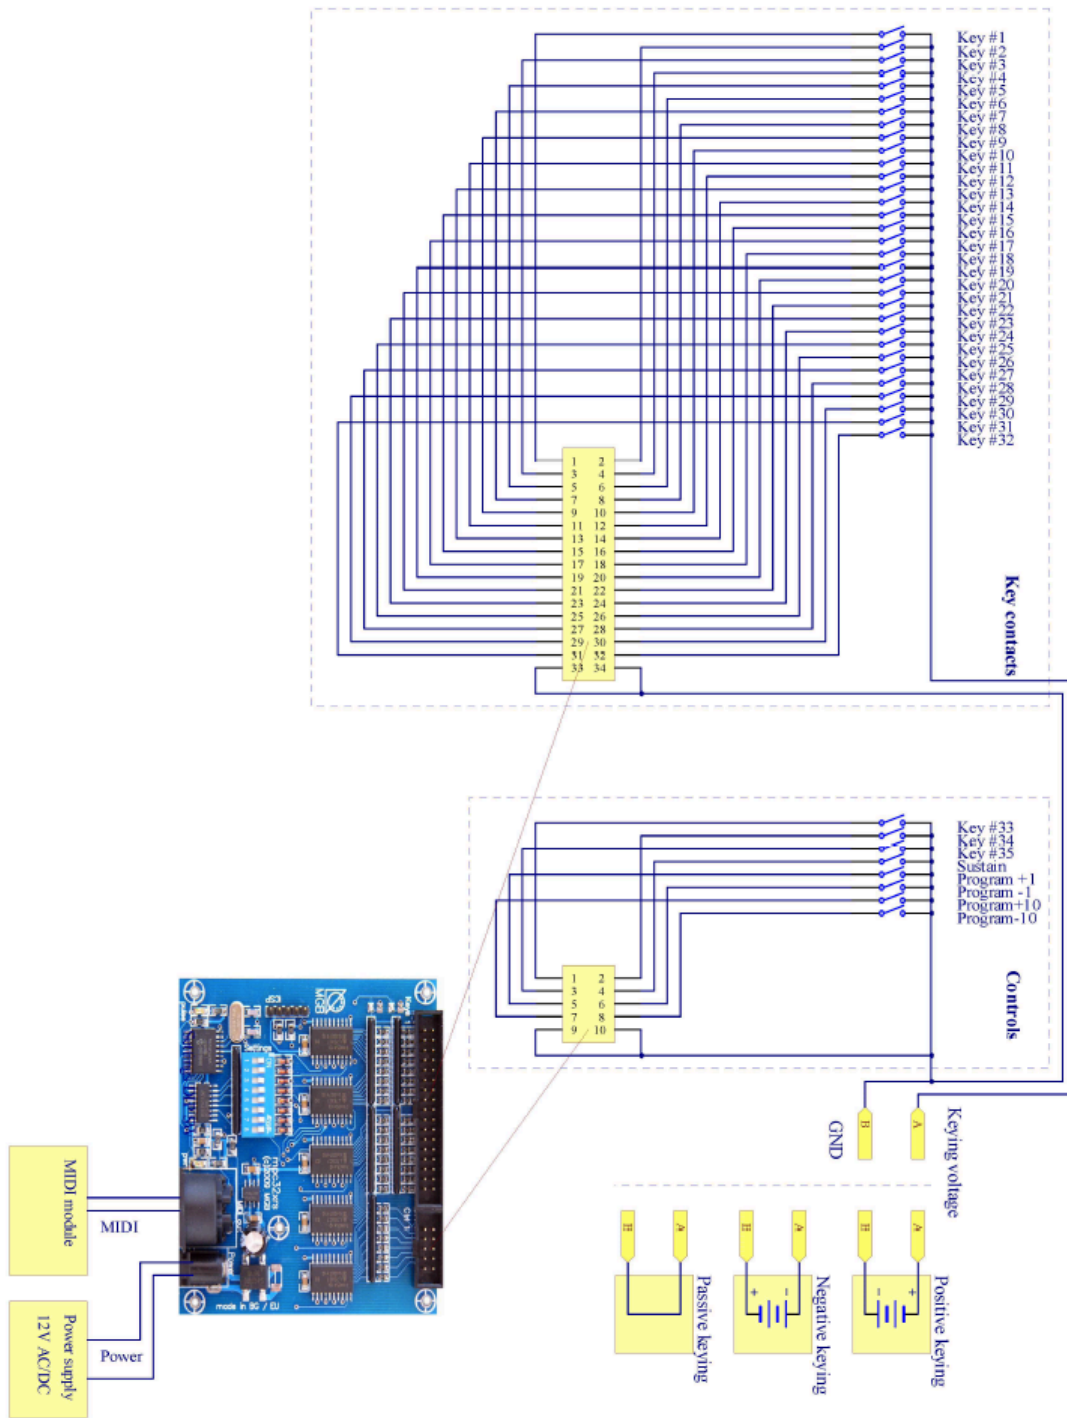 Key #1
Key #2
Key #3
Key #4
Key #5
Key #6
Key #7
Key #8
Key #9
Key #10
Key #11
Key #12
Key #13
Key #14
Key #15
Key #16
Key #17
Key #18
Key #19
Key #20
Key #21
Key #22
Key #23
Key #24
Key #25
Key #26
Key #27
Key #28
Key #29
Key #30
Key #31
Key #32
1 2
3 4
5 6
7 8
9 10
11 12
13 14
15 16
17 18
19 20
21 22
23 24
25 26
27 28
29 30
31 32
33 34
Key contacts
Key #33
Key #34
Key #35
Sustain
Program +1
Program -1
Program+10
Program-10
1 2
3 4
5 6
7 8
9 10
Controls
Keying voltage
A
B
GND
A
B
+
-
Positive keying
A
B
-
+
Negative keying
A
B
Passive keying
MGB
Settings
mpc32xrs
(c)2009 MGB
Power
made in BG / EU
MIDI module
MIDI
Power supply
12V AC/DC
Power